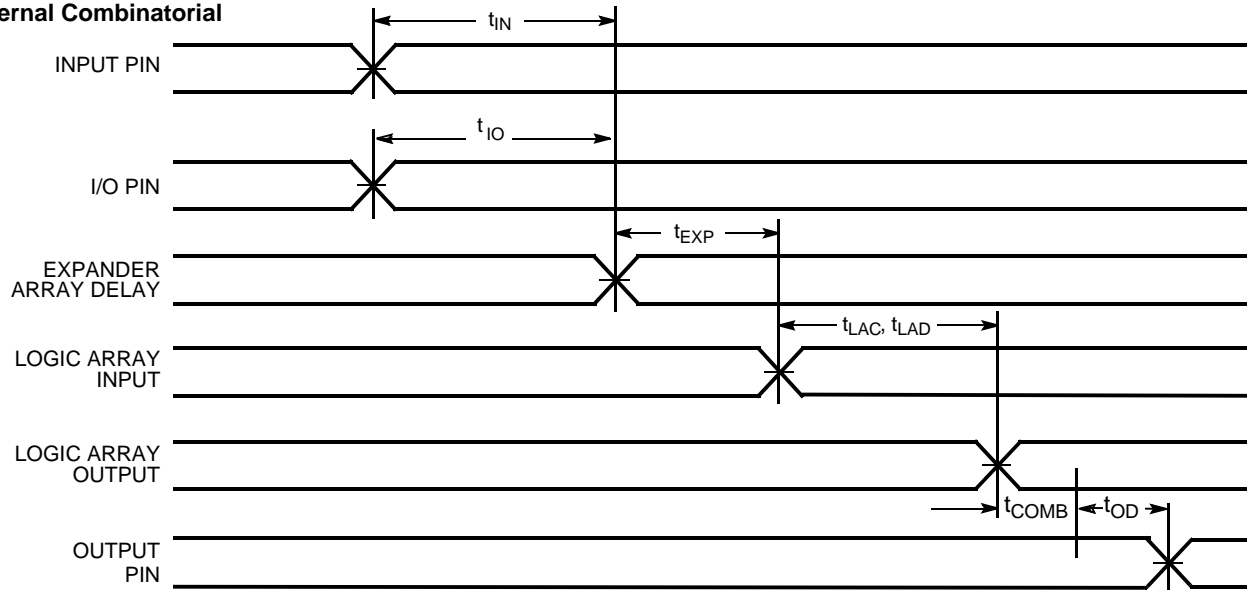 ernal Combinatorial
tIN
INPUT PIN
tIO
I/O PIN
tEXP
EXPANDER
ARRAY DELAY
tLAC, tLAD
LOGIC ARRAY
INPUT
LOGIC ARRAY
OUTPUT
tCOMB
tOD
OUTPUT
PIN